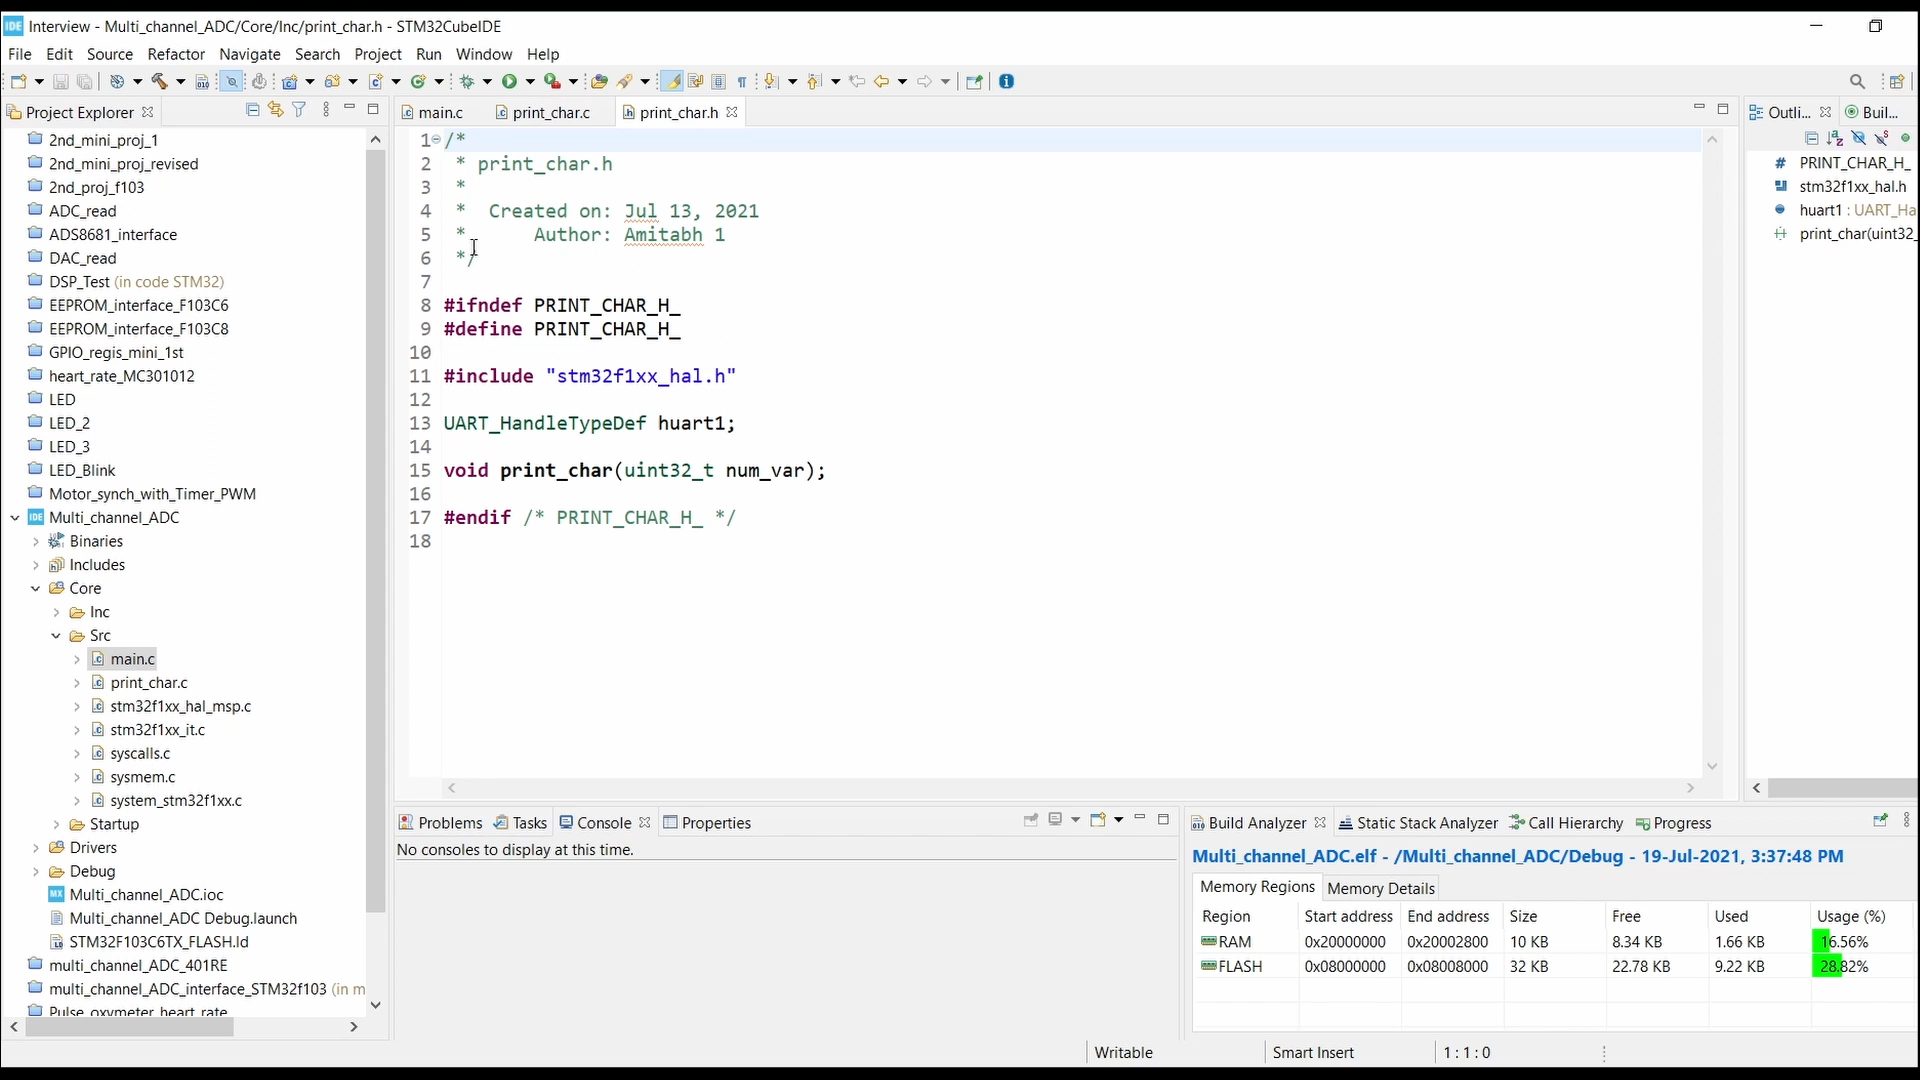 IDE Interview - Multi_channel_ADC/Core/Inc/print_char.h - STM32CubeIDE
File Edit Source Refactor Navigate Search Project Run Window Help
Project Explorer
2nd_mini_proj_1
2nd_mini_proj_revised
2nd_proj_f103
ADC_read
ADS8681_interface
DAC_read
DSP_Test (in code STM32)
EEPROM_interface_F103C6
EEPROM_interface_F103C8
GPIO_regis_mini_1st
heart_rate_MC301012
LED
LED_2
LED_3
LED_Blink
Motor_synch_with_Timer_PWM
IDE Multi_channel_ADC
Binaries
Includes
Core
Inc
Src
main.c
print_char.c
stm32f1xx_hal_msp.c
stm32f1xx_it.c
syscalls.c
sysmem.c
system_stm32f1xx.c
Startup
Drivers
Debug
MX Multi_channel_ADC.ioc
Multi_channel_ADC Debug.launch
STM32F103C6TX_FLASH.ld
multi_channel_ADC_401RE
multi_channel_ADC_interface_STM32f103 (in m
Pulse_oxymeter_heart_rate
main.c print_char.c print_char.h
1 /*
2 * print_char.h
3 *
4 * Created on: Jul 13, 2021
5 * Author: Amitabh 1
6 */
7
8 #ifndef PRINT_CHAR_H_
9 #define PRINT_CHAR_H_
10
11 #include "stm32f1xx_hal.h"
12
13 UART_HandleTypeDef huart1;
14
15 void print_char(uint32_t num_var);
16
17 #endif /* PRINT_CHAR_H_ */
18
Outli... Buil...
# PRINT_CHAR_H_
stm32f1xx_hal.h
huart1 : UART_Ha
print_char(uint32_
Problems Tasks Console Properties
No consoles to display at this time.
Build Analyzer Static Stack Analyzer Call Hierarchy Progress
Multi_channel_ADC.elf - /Multi_channel_ADC/Debug - 19-Jul-2021, 3:37:48 PM
Memory Regions Memory Details
Region Start address End address Size Free Used Usage (%)
RAM 0x20000000 0x20002800 10 KB 8.34 KB 1.66 KB 16.56%
FLASH 0x08000000 0x08008000 32 KB 22.78 KB 9.22 KB 28.82%
Writable Smart Insert 1 : 1 : 0